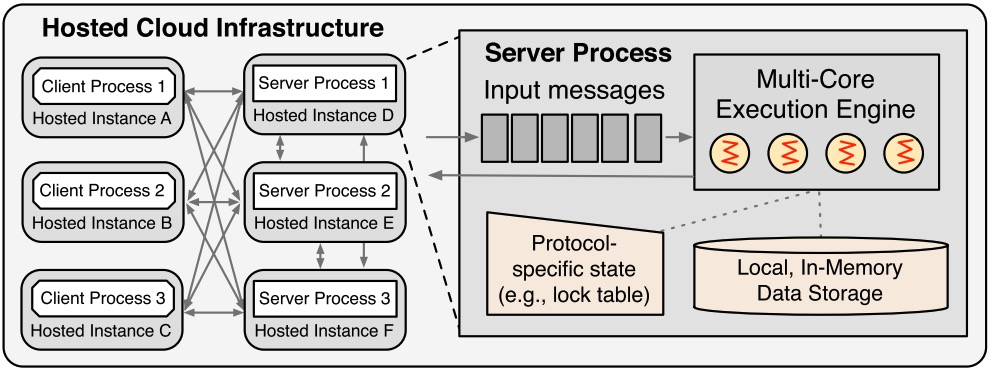 Hosted Cloud Infrastructure
Client Process 1
Hosted Instance A
Client Process 2
Hosted Instance B
Client Process 3
Hosted Instance C
Server Process 1
Hosted Instance D
Server Process 2
Hosted Instance E
Server Process 3
Hosted Instance F
Server Process
Input messages
Multi-Core
Execution Engine
Protocol-
specific state
(e.g., lock table)
Local, In-Memory
Data Storage